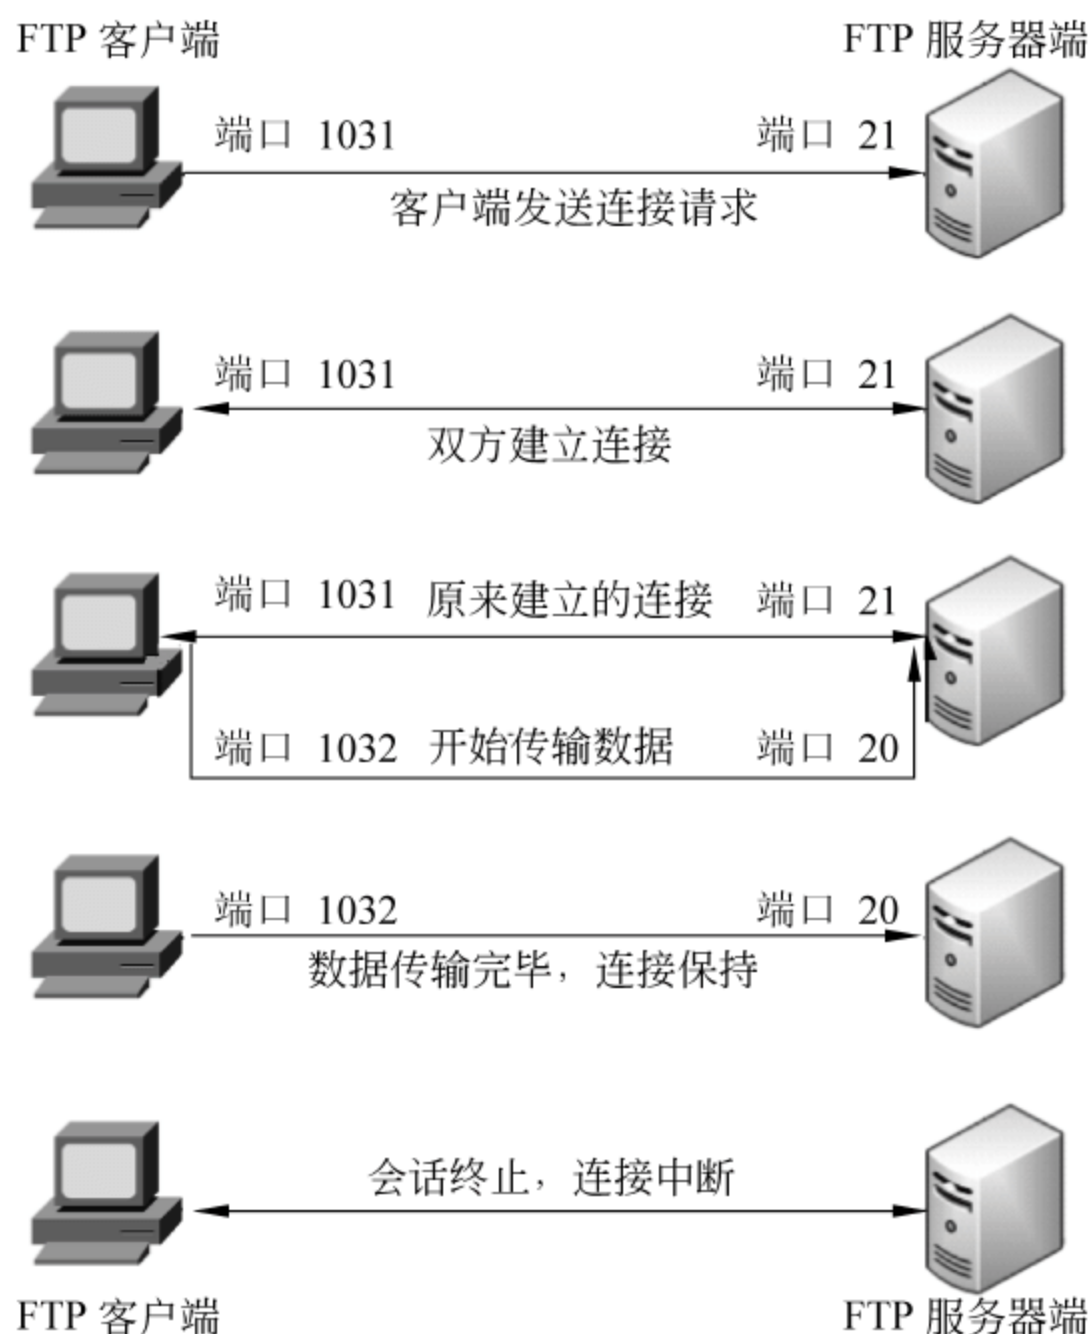 FTP 客户端 FTP 服务器端
端口 1031 端口 21
客户端发送连接请求
端口 1031 端口 21
双方建立连接
端口 1031 原来建立的连接 端口 21
端口 1032 开始传输数据 端口 20
端口 1032 端口 20
数据传输完毕，连接保持
会话终止，连接中断
FTP 客户端 FTP 服务器端